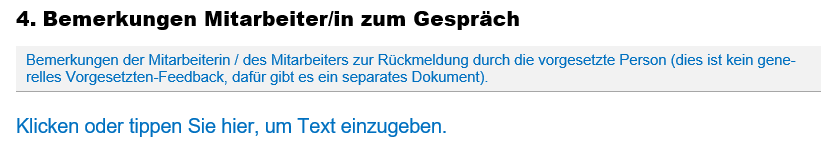 4. Bemerkungen Mitarbeiter/in zum Gespräch
Bemerkungen der Mitarbeiterin / des Mitarbeiters zur Rückmeldung durch die vorgesetzte Person (dies ist kein gene-
relles Vorgesetzten-Feedback, dafür gibt es ein separates Dokument).
Klicken oder tippen Sie hier, um Text einzugeben.